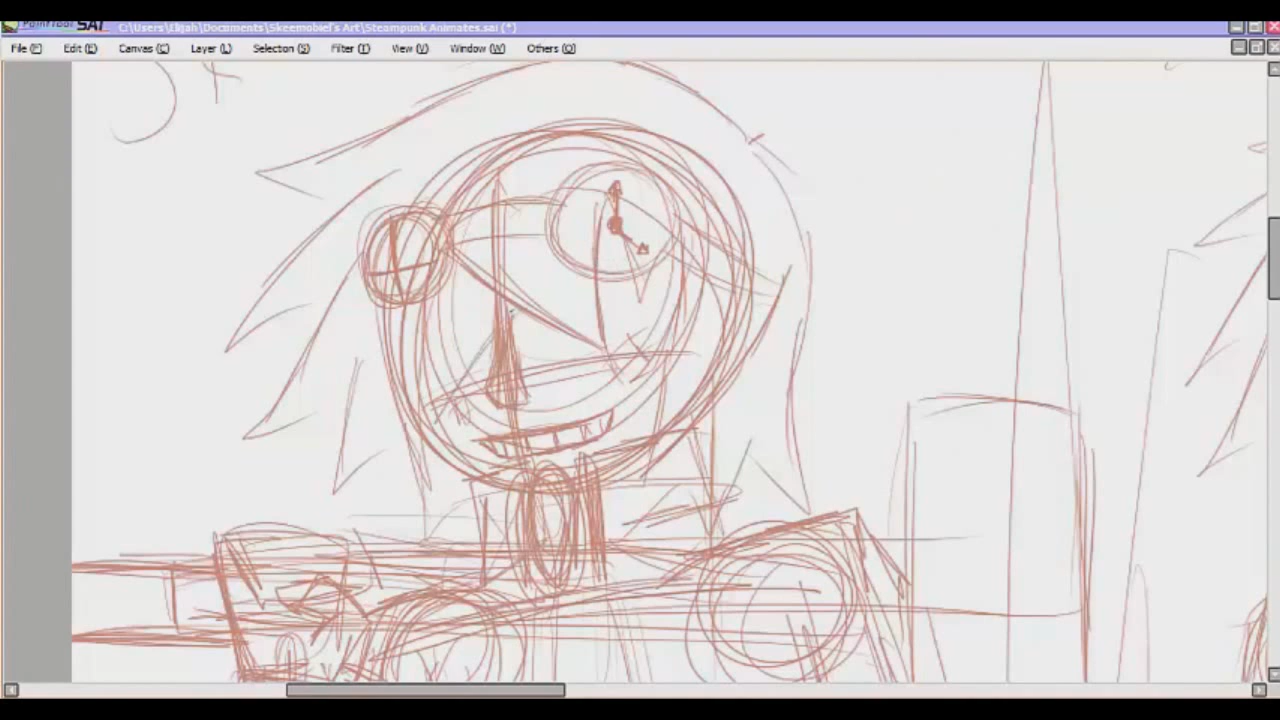 PaintTool SAI C:\Users\Elijah\Documents\Skeemobiel's Art\Steampunk Animates.sai (*)
File (F) Edit (E) Canvas (C) Layer (L) Selection (S) Filter (T) View (V) Window (W) Others (O)